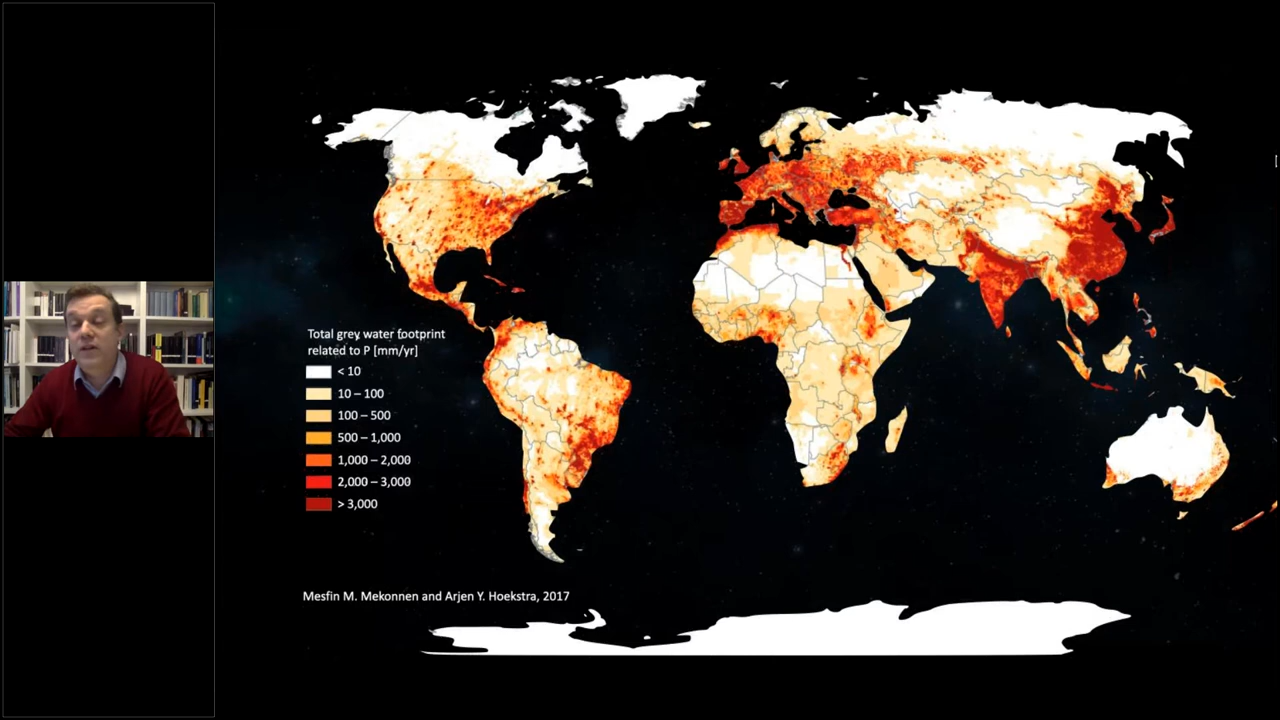 Total grey water footprint
related to P [mm/yr]
< 10
10 – 100
100 – 500
500 – 1,000
1,000 – 2,000
2,000 – 3,000
> 3,000
Mesfin M. Mekonnen and Arjen Y. Hoekstra, 2017